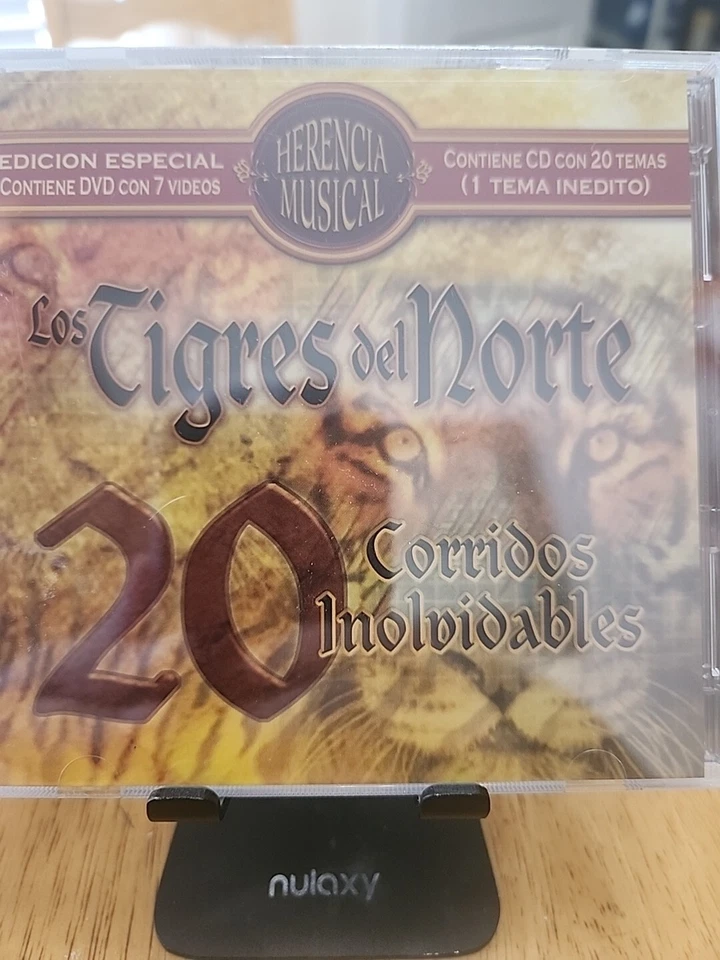 EDICION ESPECIAL
CONTIENE DVD CON 7 VIDEOS
HERENCIA
MUSICAL
CONTIENE CD CON 20 TEMAS
(1 TEMA INEDITO)
Los Tigres del Norte
20
Corridos
Inolvidables
nulaxy